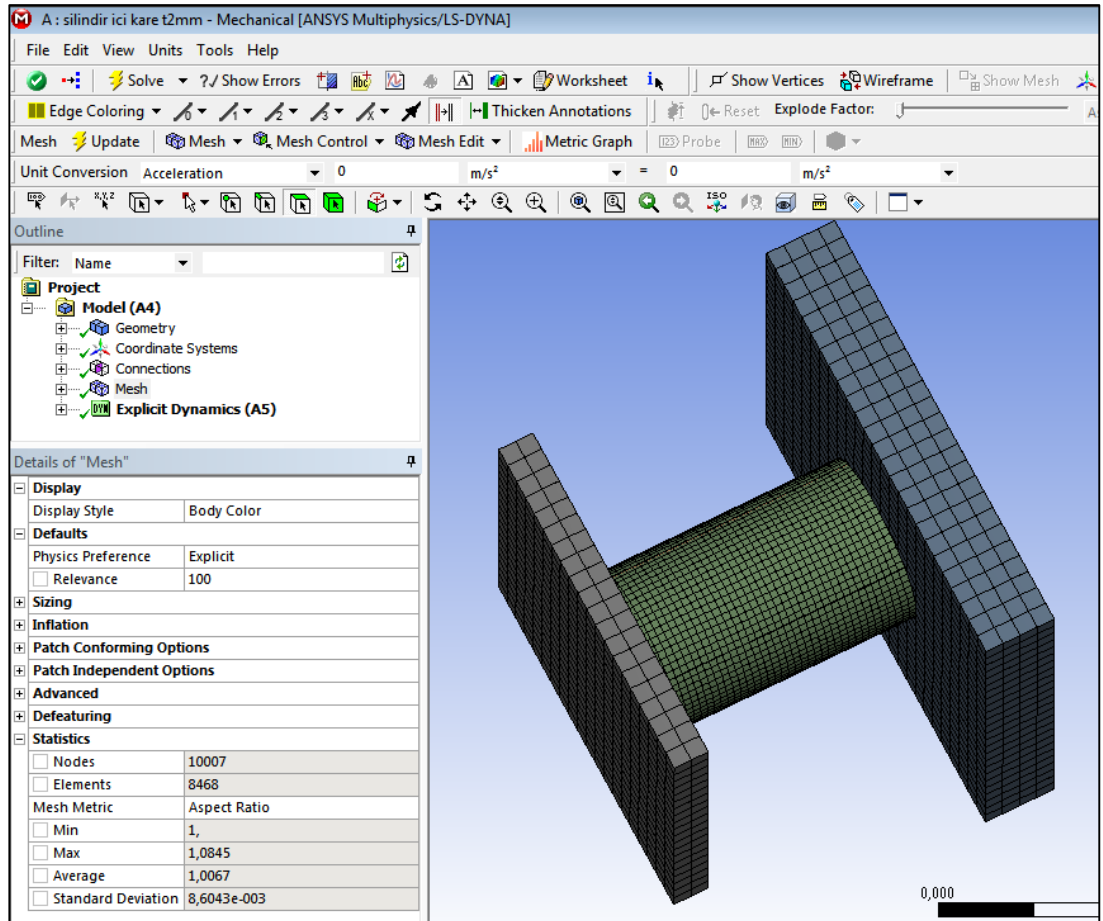 A : silindir ici kare t2mm - Mechanical [ANSYS Multiphysics/LS-DYNA]
File Edit View Units Tools Help
Solve ?✓ Show Errors Worksheet Show Vertices Wireframe Show Mesh
Edge Coloring Thicken Annotations Reset Explode Factor:
Mesh Update Mesh Mesh Control Mesh Edit Metric Graph Probe MAX MIN
Unit Conversion Acceleration 0 m/s² = 0 m/s²
X,Y,Z ISO
Outline
Filter: Name
Project
Model (A4)
Geometry
Coordinate Systems
Connections
Mesh
Explicit Dynamics (A5)
Details of "Mesh"
Display
Display Style Body Color
Defaults
Physics Preference Explicit
Relevance 100
Sizing
Inflation
Patch Conforming Options
Patch Independent Options
Advanced
Defeaturing
Statistics
Nodes 10007
Elements 8468
Mesh Metric Aspect Ratio
Min 1,
Max 1,0845
Average 1,0067
Standard Deviation 8,6043e-003
0,000